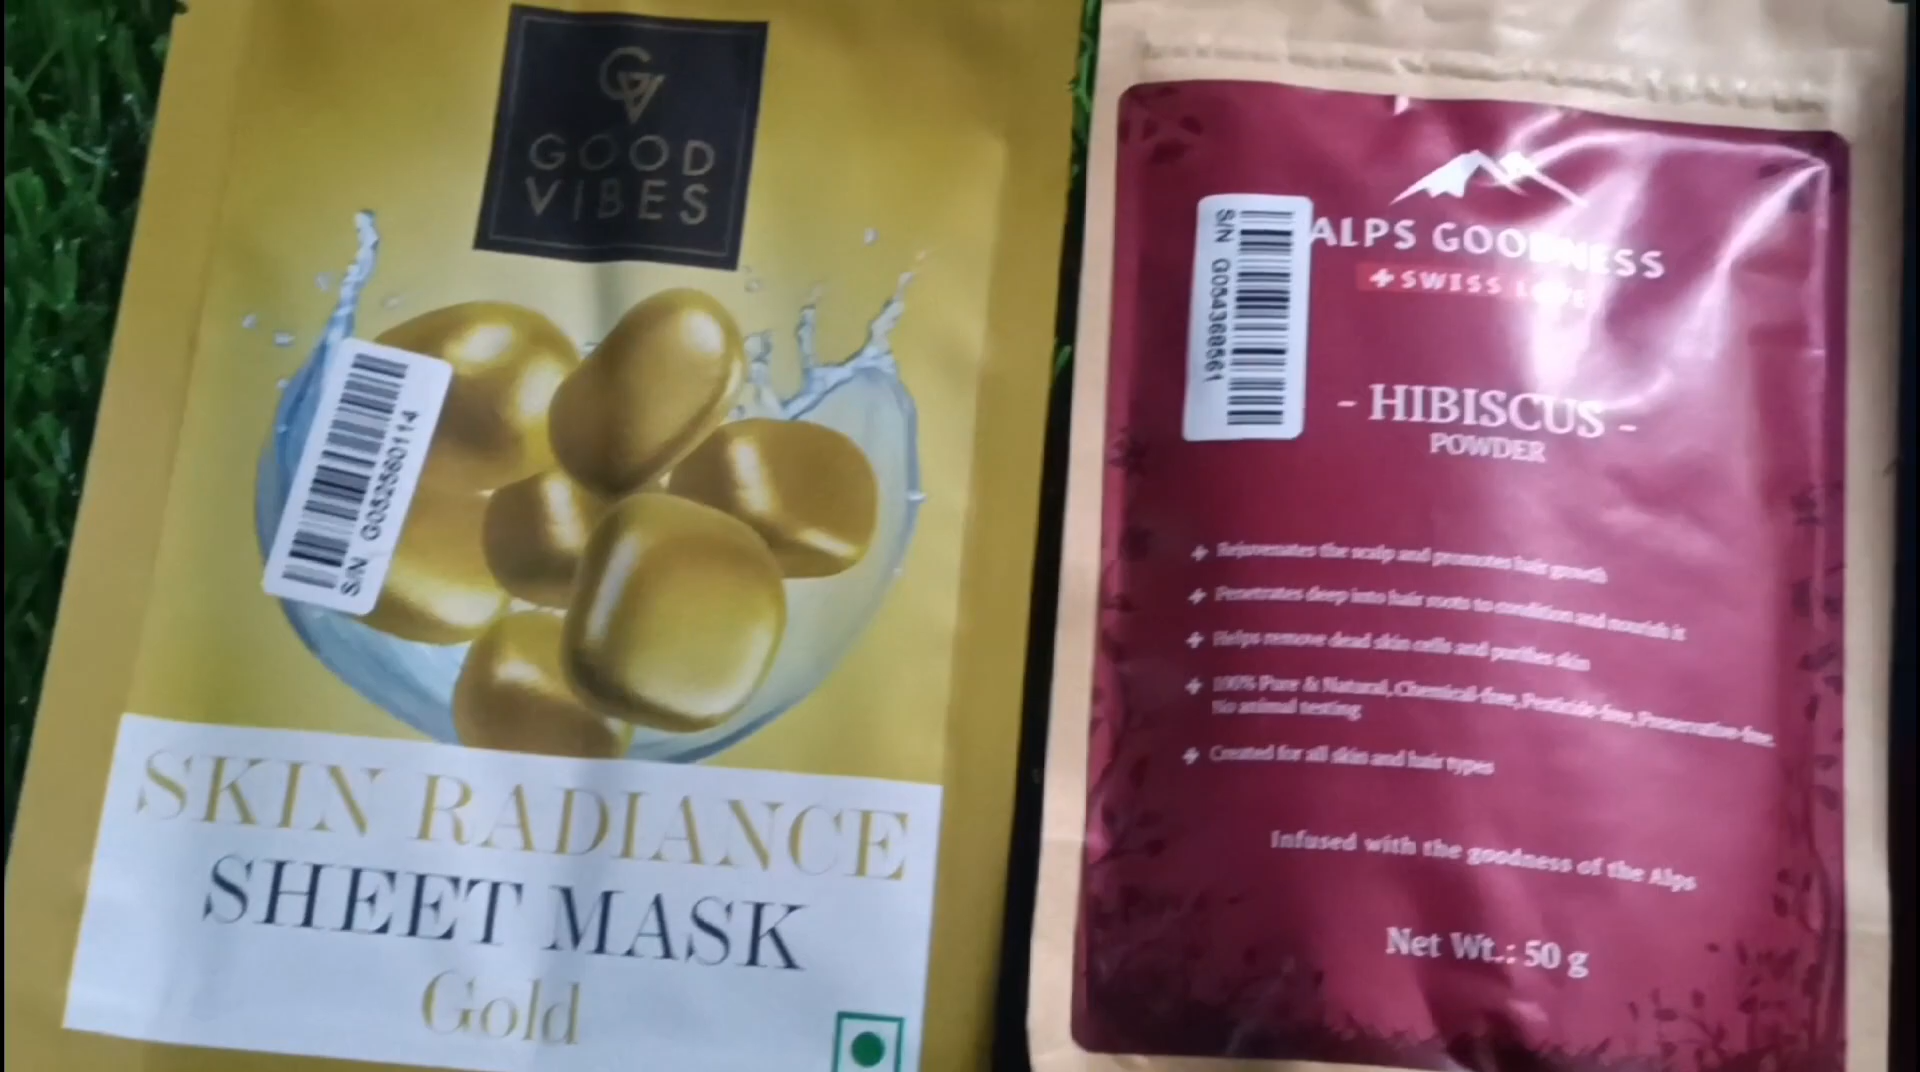 GV
GOOD
VIBES
S/N G052560114
SKIN RADIANCE
SHEET MASK
Gold
S/N G054368561
ALPS GOODNESS
SWISS LOVE
- HIBISCUS -
POWDER
Rejuvenates the scalp and promotes hair growth
Penetrates deep into hair roots to condition and nourish it
Helps remove dead skin cells and purifies skin
100% Pure & Natural, Chemical-free, Pesticide-free, Preservative-free,
No animal testing
Created for all skin and hair types
Infused with the goodness of the Alps
Net Wt.: 50 g